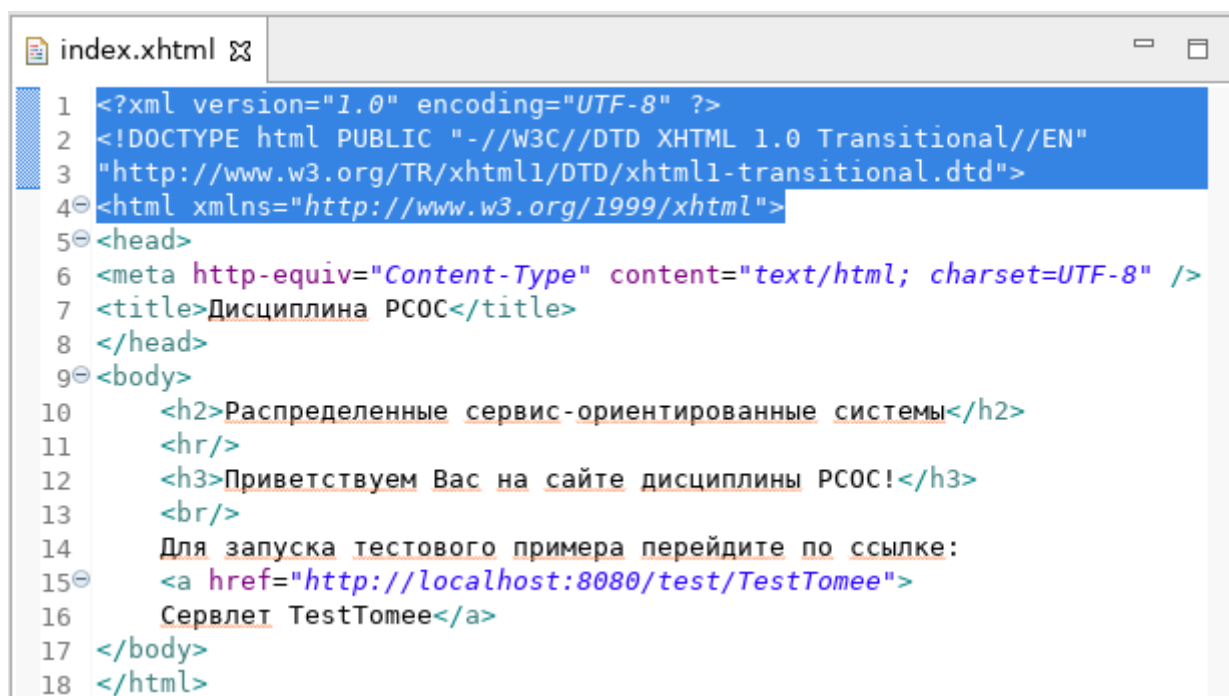 index.xhtml
1 <?xml version="1.0" encoding="UTF-8" ?>
2 <!DOCTYPE html PUBLIC "-//W3C//DTD XHTML 1.0 Transitional//EN"
3 "http://www.w3.org/TR/xhtml1/DTD/xhtml1-transitional.dtd">
4 <html xmlns="http://www.w3.org/1999/xhtml">
5 <head>
6 <meta http-equiv="Content-Type" content="text/html; charset=UTF-8" />
7 <title>Дисциплина РСОС</title>
8 </head>
9 <body>
10     <h2>Распределенные сервис-ориентированные системы</h2>
11     <hr/>
12     <h3>Приветствуем Вас на сайте дисциплины РСОС!</h3>
13     <br/>
14     Для запуска тестового примера перейдите по ссылке:
15     <a href="http://localhost:8080/test/TestTomee">
16     Сервлет TestTomee</a>
17 </body>
18 </html>